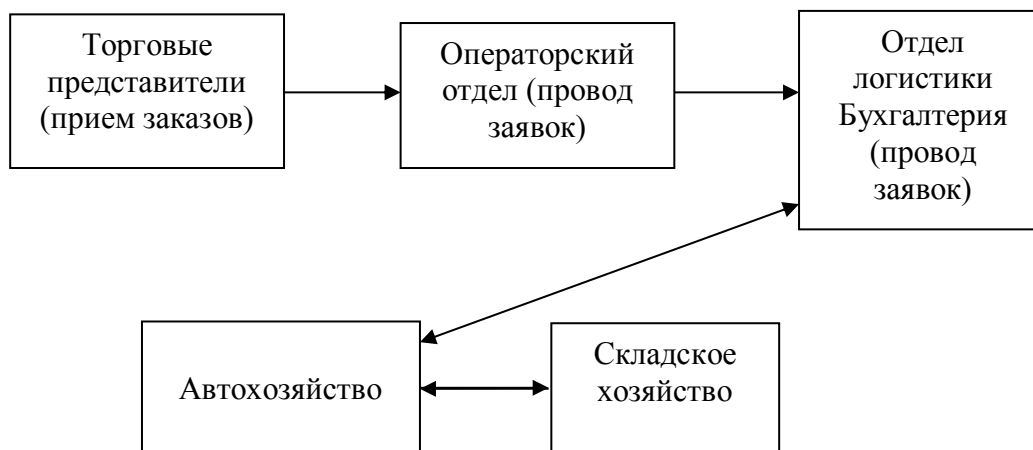 Торговые
представители
(прием заказов)
Операторский
отдел (провод
заявок)
Отдел
логистики
Бухгалтерия
(провод
заявок)
Автохозяйство
Складское
хозяйство